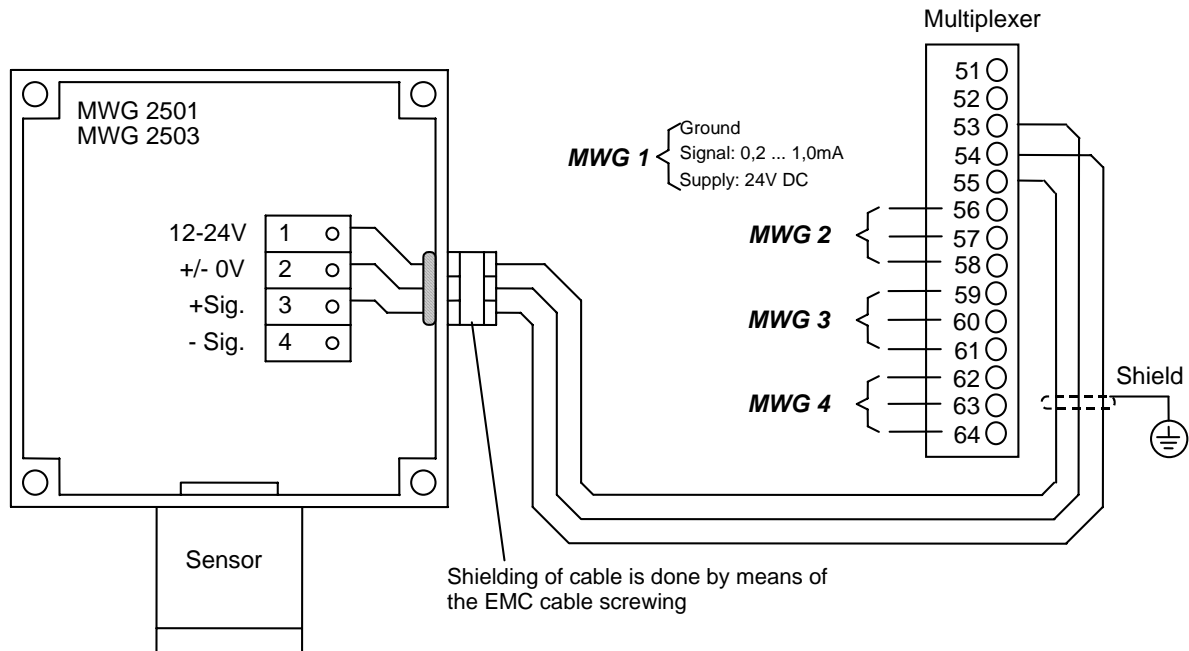 Multiplexer
MWG 2501
MWG 2503
MWG 1
Ground
Signal: 0,2 ... 1,0mA
Supply: 24V DC
51
52
53
54
55
56
57
58
59
60
61
62
63
64
MWG 2
MWG 3
MWG 4
12-24V 1
+/- 0V 2
+Sig. 3
- Sig. 4
Shield
Sensor
Shielding of cable is done by means of
the EMC cable screwing